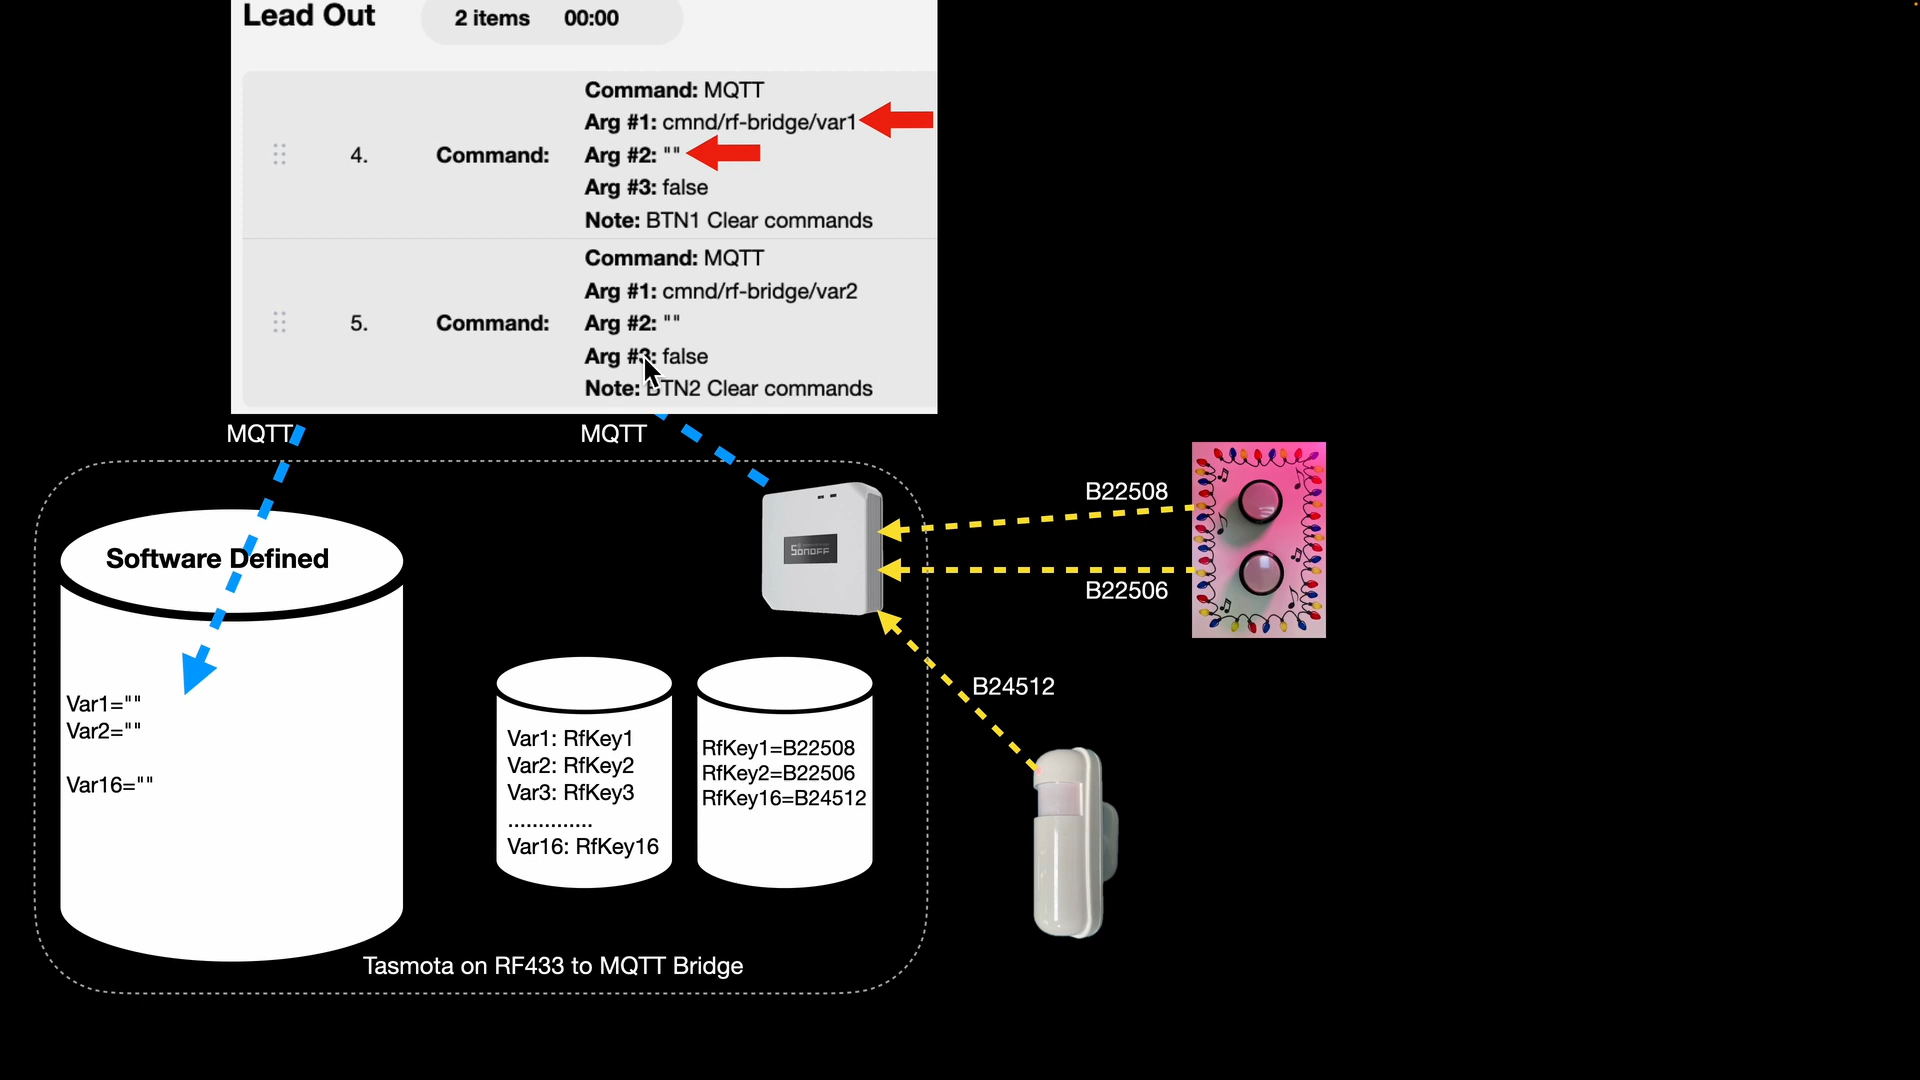 Lead Out
2 items 00:00
Command: MQTT
Arg #1: cmnd/rf-bridge/var1
4. Command: Arg #2: ""
Arg #3: false
Note: BTN1 Clear commands
Command: MQTT
Arg #1: cmnd/rf-bridge/var2
5. Command: Arg #2: ""
Arg #3: false
Note: BTN2 Clear commands
MQTT
MQTT
B22508
B22506
B24512
SONOFF
Software Defined
Var1=""
Var2=""
Var16=""
Var1: RfKey1
Var2: RfKey2
Var3: RfKey3
..............
Var16: RfKey16
RfKey1=B22508
RfKey2=B22506
RfKey16=B24512
Tasmota on RF433 to MQTT Bridge